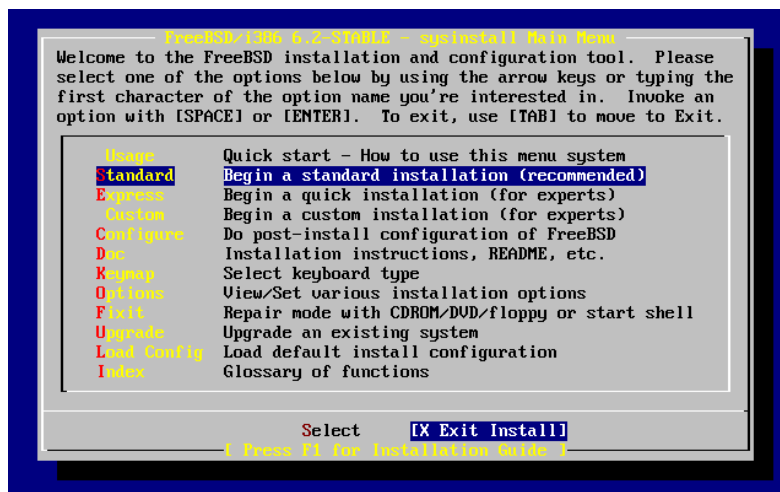 FreeBSD/i386 6.2-STABLE - sysinstall Main Menu
Welcome to the FreeBSD installation and configuration tool.  Please
select one of the options below by using the arrow keys or typing the
first character of the option name you're interested in.  Invoke an
option with [SPACE] or [ENTER].  To exit, use [TAB] to move to Exit.
Usage Quick start - How to use this menu system
Standard Begin a standard installation (recommended)
Express Begin a quick installation (for experts)
Custom Begin a custom installation (for experts)
Configure Do post-install configuration of FreeBSD
Doc Installation instructions, README, etc.
Keymap Select keyboard type
Options View/Set various installation options
Fixit Repair mode with CDROM/DVD/floppy or start shell
Upgrade Upgrade an existing system
Load Config Load default install configuration
Index Glossary of functions
Select [X Exit Install]
[ Press F1 for Installation Guide ]